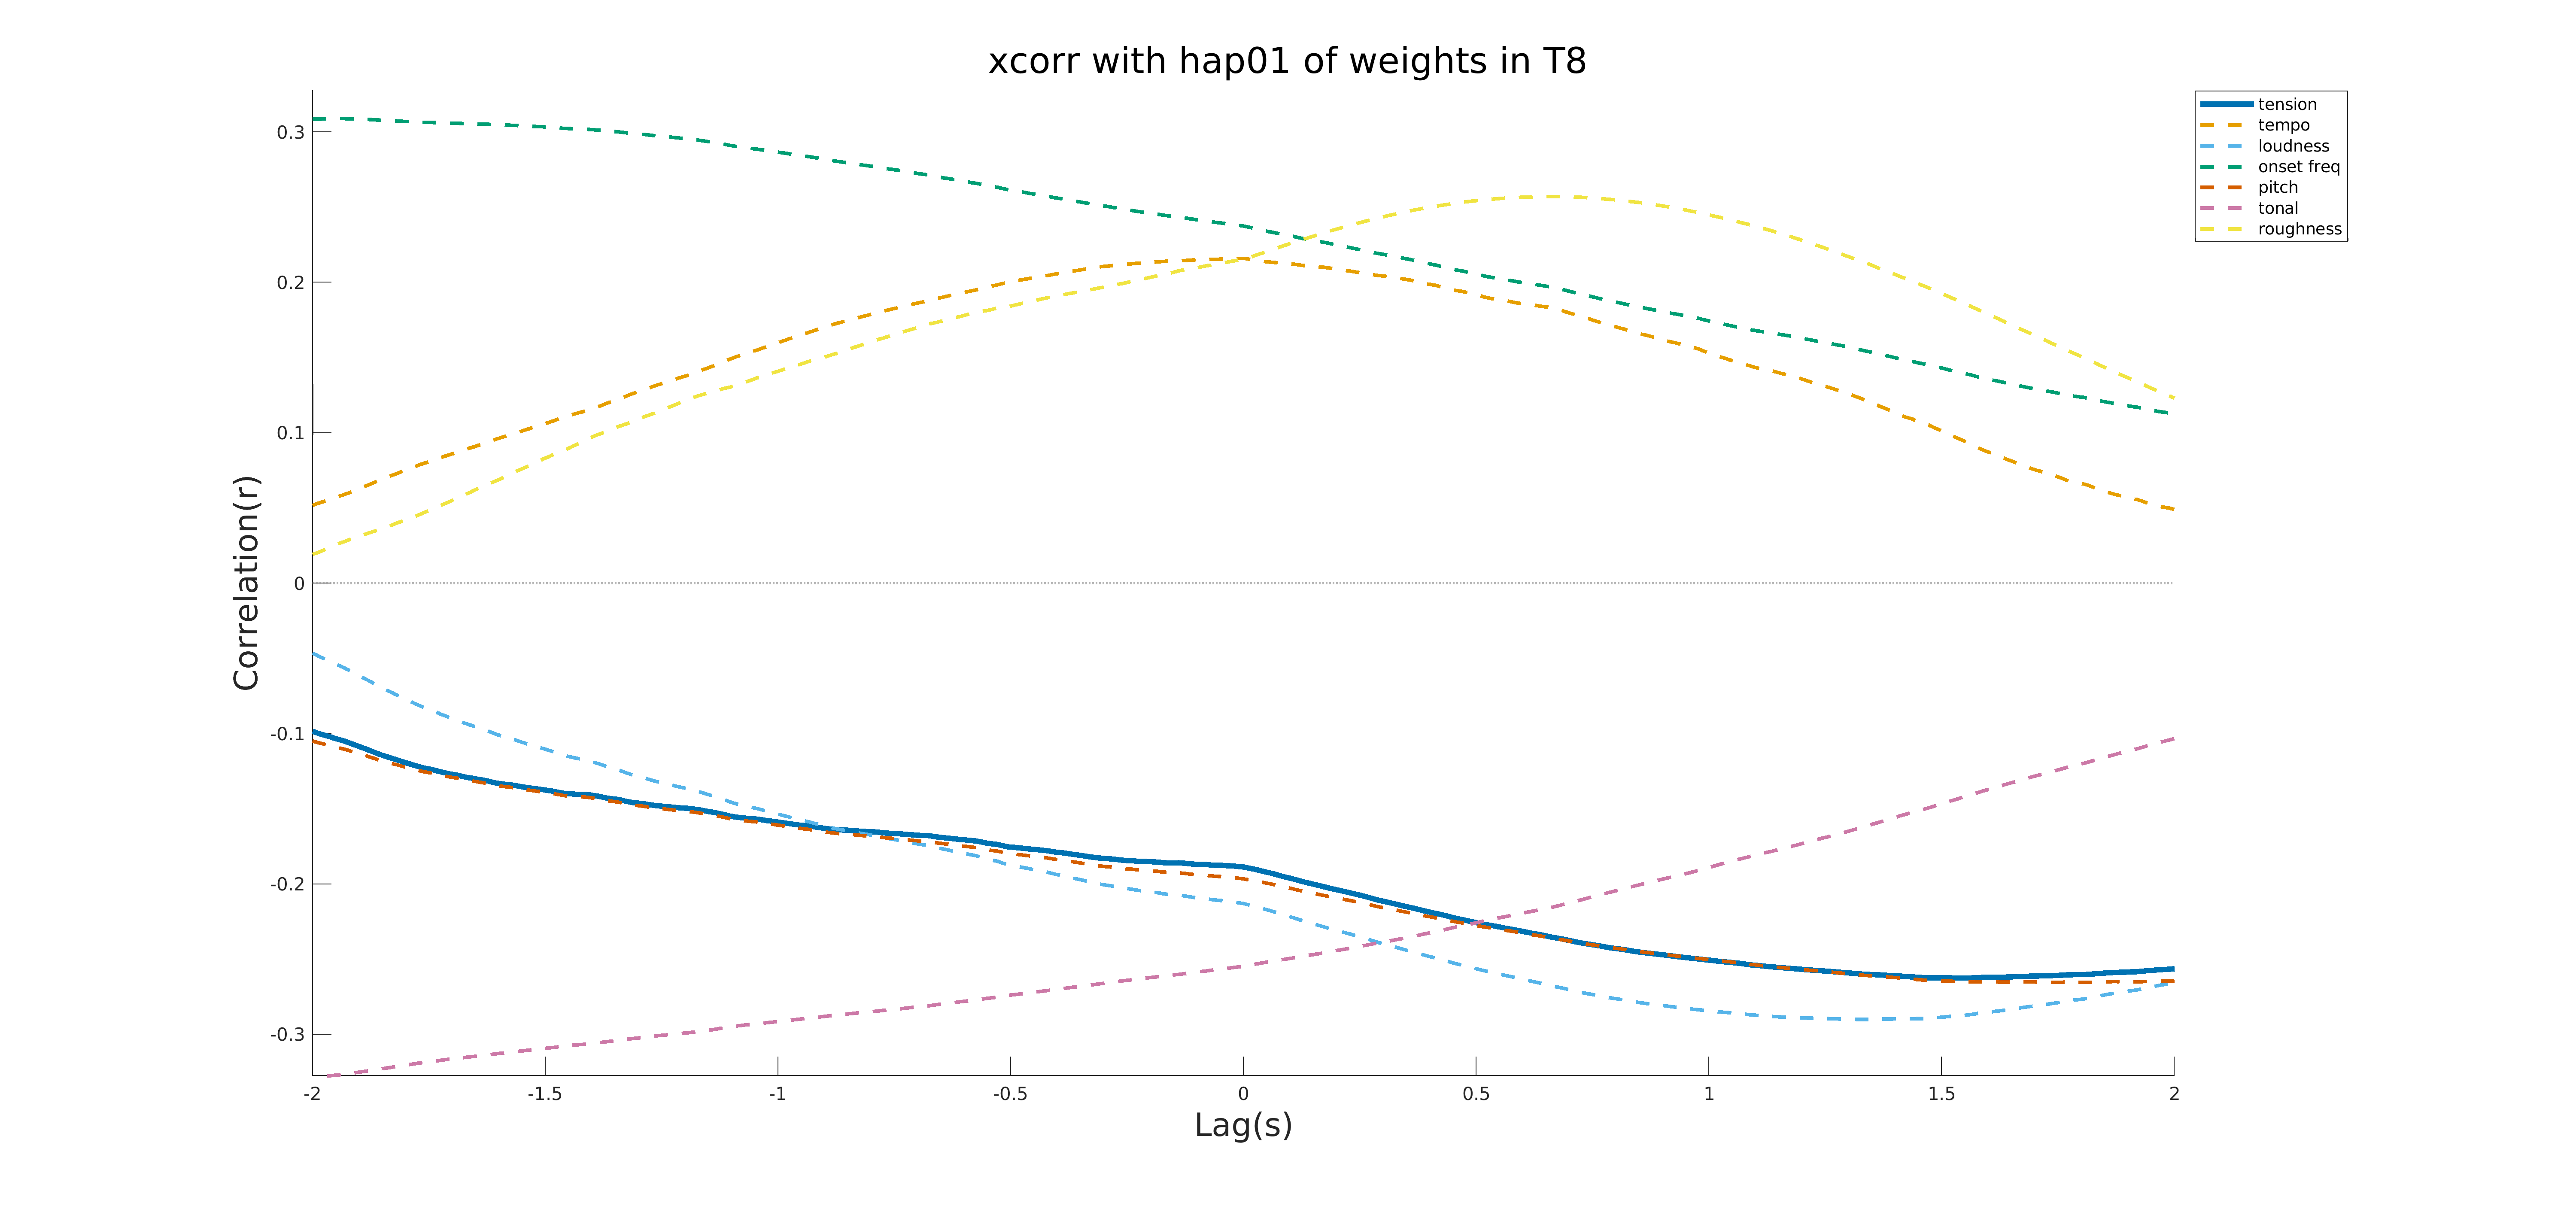 xcorr with hap01 of weights in T8
tension
tempo
loudness
onset freq
pitch
tonal
roughness
Correlation(r)
0.3
0.2
0.1
0
-0.1
-0.2
-0.3
-2 -1.5 -1 -0.5 0 0.5 1 1.5 2
Lag(s)